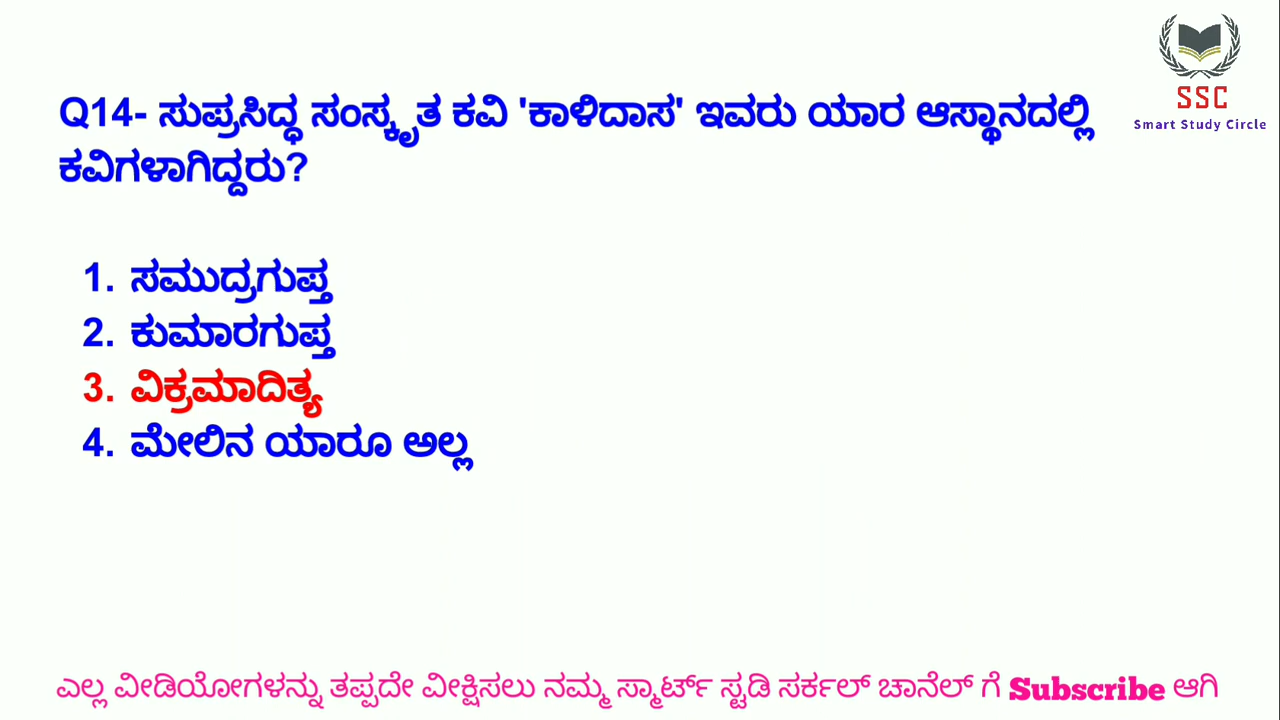 SSC
Smart Study Circle
Q14- ಸುಪ್ರಸಿದ್ಧ ಸಂಸ್ಕೃತ ಕವಿ 'ಕಾಳಿದಾಸ' ಇವರು ಯಾರ ಆಸ್ಥಾನದಲ್ಲಿ
ಕವಿಗಳಾಗಿದ್ದರು?
1. ಸಮುದ್ರಗುಪ್ತ
2. ಕುಮಾರಗುಪ್ತ
3. ವಿಕ್ರಮಾದಿತ್ಯ
4. ಮೇಲಿನ ಯಾರೂ ಅಲ್ಲ
ಎಲ್ಲ ವೀಡಿಯೋಗಳನ್ನು ತಪ್ಪದೇ ವೀಕ್ಷಿಸಲು ನಮ್ಮ ಸ್ಮಾರ್ಟ್ ಸ್ಟಡಿ ಸರ್ಕಲ್ ಚಾನೆಲ್ ಗೆ Subscribe ಆಗಿ